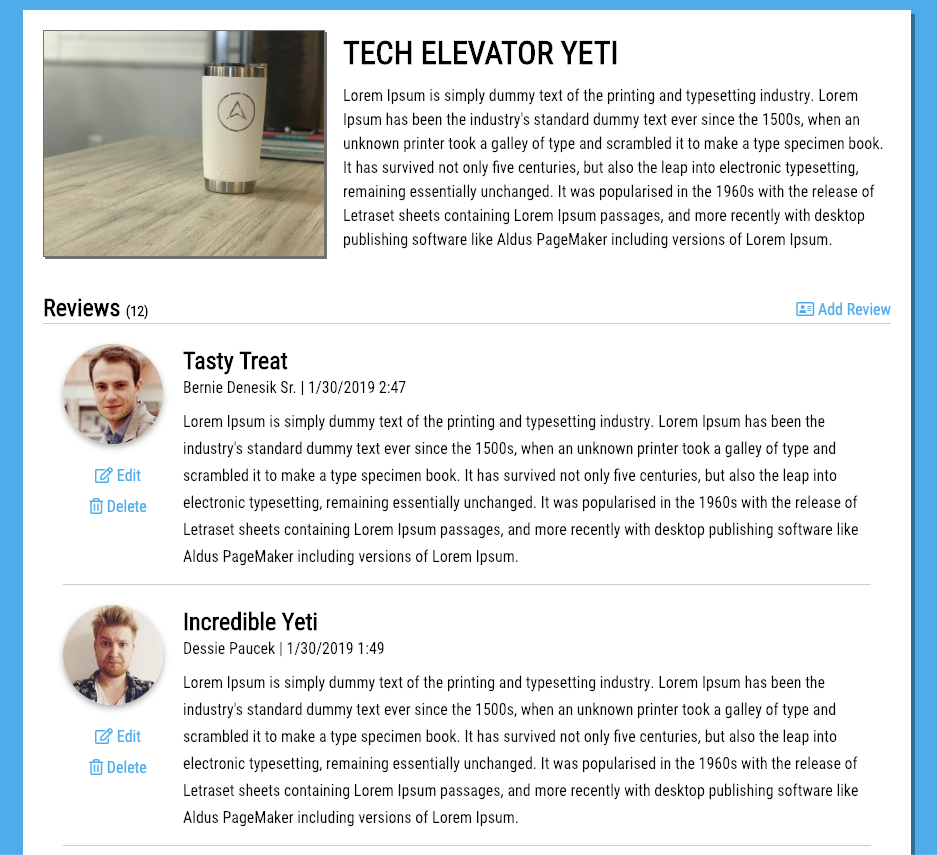 TECH ELEVATOR YETI
Lorem Ipsum is simply dummy text of the printing and typesetting industry. Lorem
Ipsum has been the industry's standard dummy text ever since the 1500s, when an
unknown printer took a galley of type and scrambled it to make a type specimen book.
It has survived not only five centuries, but also the leap into electronic typesetting,
remaining essentially unchanged. It was popularised in the 1960s with the release of
Letraset sheets containing Lorem Ipsum passages, and more recently with desktop
publishing software like Aldus PageMaker including versions of Lorem Ipsum.
Reviews (12)
Add Review
Tasty Treat
Bernie Denesik Sr. | 1/30/2019 2:47
Lorem Ipsum is simply dummy text of the printing and typesetting industry. Lorem Ipsum has been the
industry's standard dummy text ever since the 1500s, when an unknown printer took a galley of type and
scrambled it to make a type specimen book. It has survived not only five centuries, but also the leap into
electronic typesetting, remaining essentially unchanged. It was popularised in the 1960s with the release of
Letraset sheets containing Lorem Ipsum passages, and more recently with desktop publishing software like
Aldus PageMaker including versions of Lorem Ipsum.
Edit
Delete
Incredible Yeti
Dessie Paucek | 1/30/2019 1:49
Lorem Ipsum is simply dummy text of the printing and typesetting industry. Lorem Ipsum has been the
industry's standard dummy text ever since the 1500s, when an unknown printer took a galley of type and
scrambled it to make a type specimen book. It has survived not only five centuries, but also the leap into
electronic typesetting, remaining essentially unchanged. It was popularised in the 1960s with the release of
Letraset sheets containing Lorem Ipsum passages, and more recently with desktop publishing software like
Aldus PageMaker including versions of Lorem Ipsum.
Edit
Delete